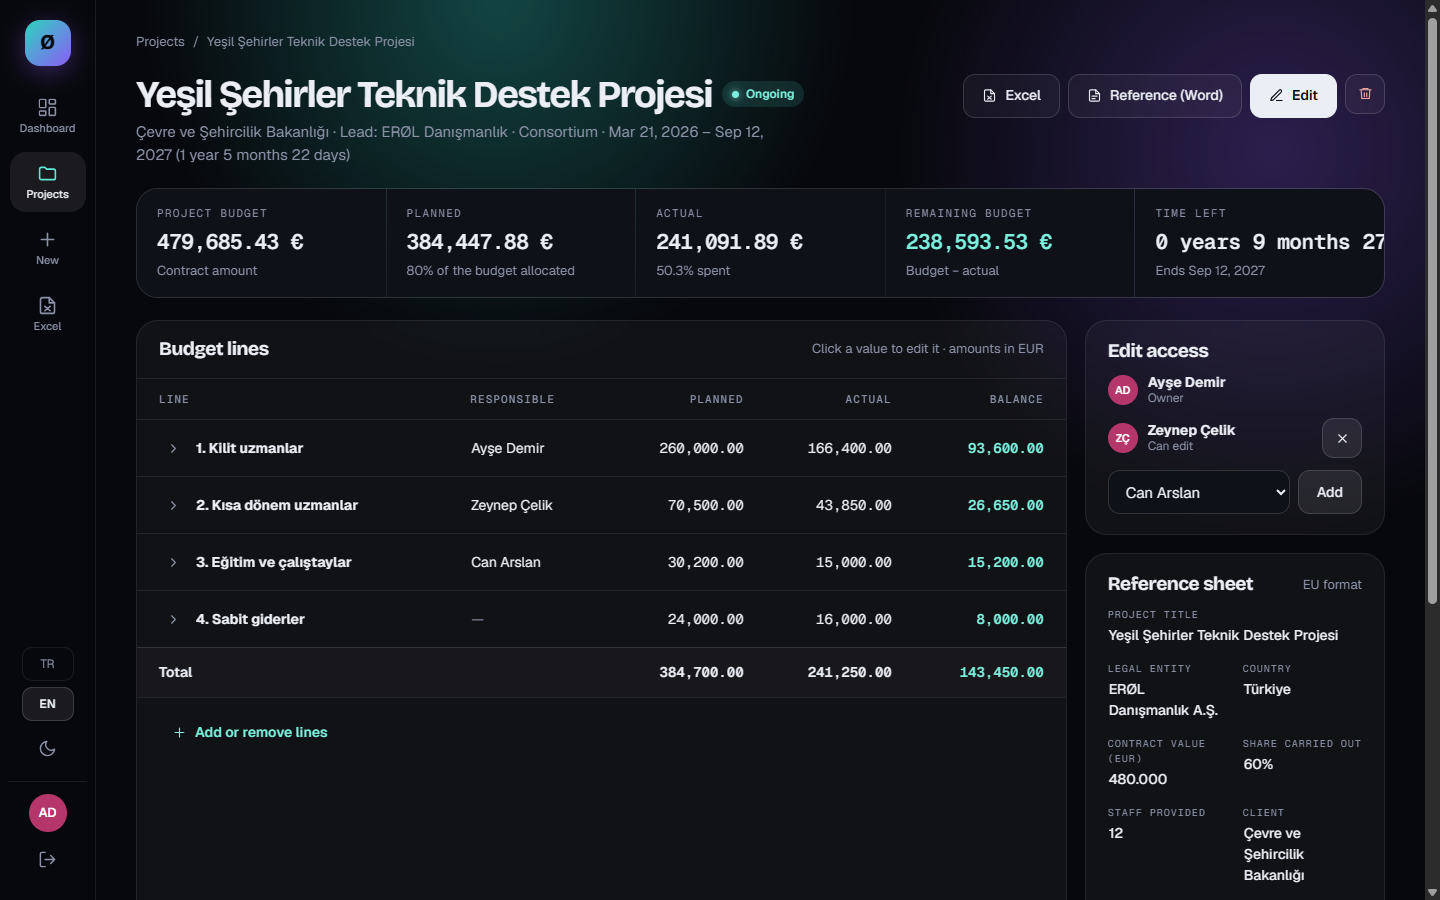 Ø
Dashboard
Projects
New
Excel
TR
EN
AD
Projects / Yeşil Şehirler Teknik Destek Projesi
Yeşil Şehirler Teknik Destek Projesi
Ongoing
Çevre ve Şehircilik Bakanlığı · Lead: ERØL Danışmanlık · Consortium · Mar 21, 2026 – Sep 12,
2027 (1 year 5 months 22 days)
Excel
Reference (Word)
Edit
PROJECT BUDGET
479,685.43 €
Contract amount
PLANNED
384,447.88 €
80% of the budget allocated
ACTUAL
241,091.89 €
50.3% spent
REMAINING BUDGET
238,593.53 €
Budget – actual
TIME LEFT
0 years 9 months 27
Ends Sep 12, 2027
Budget lines
Click a value to edit it · amounts in EUR
LINE RESPONSIBLE PLANNED ACTUAL BALANCE
1. Kilit uzmanlar Ayşe Demir 260,000.00 166,400.00 93,600.00
2. Kısa dönem uzmanlar Zeynep Çelik 70,500.00 43,850.00 26,650.00
3. Eğitim ve çalıştaylar Can Arslan 30,200.00 15,000.00 15,200.00
4. Sabit giderler — 24,000.00 16,000.00 8,000.00
Total 384,700.00 241,250.00 143,450.00
+ Add or remove lines
Edit access
AD
Ayşe Demir
Owner
ZÇ
Zeynep Çelik
Can edit
Can Arslan
Add
Reference sheet
EU format
PROJECT TITLE
Yeşil Şehirler Teknik Destek Projesi
LEGAL ENTITY
ERØL
Danışmanlık A.Ş.
COUNTRY
Türkiye
CONTRACT VALUE
(EUR)
480.000
SHARE CARRIED OUT
60%
STAFF PROVIDED
12
CLIENT
Çevre ve
Şehircilik
Bakanlığı